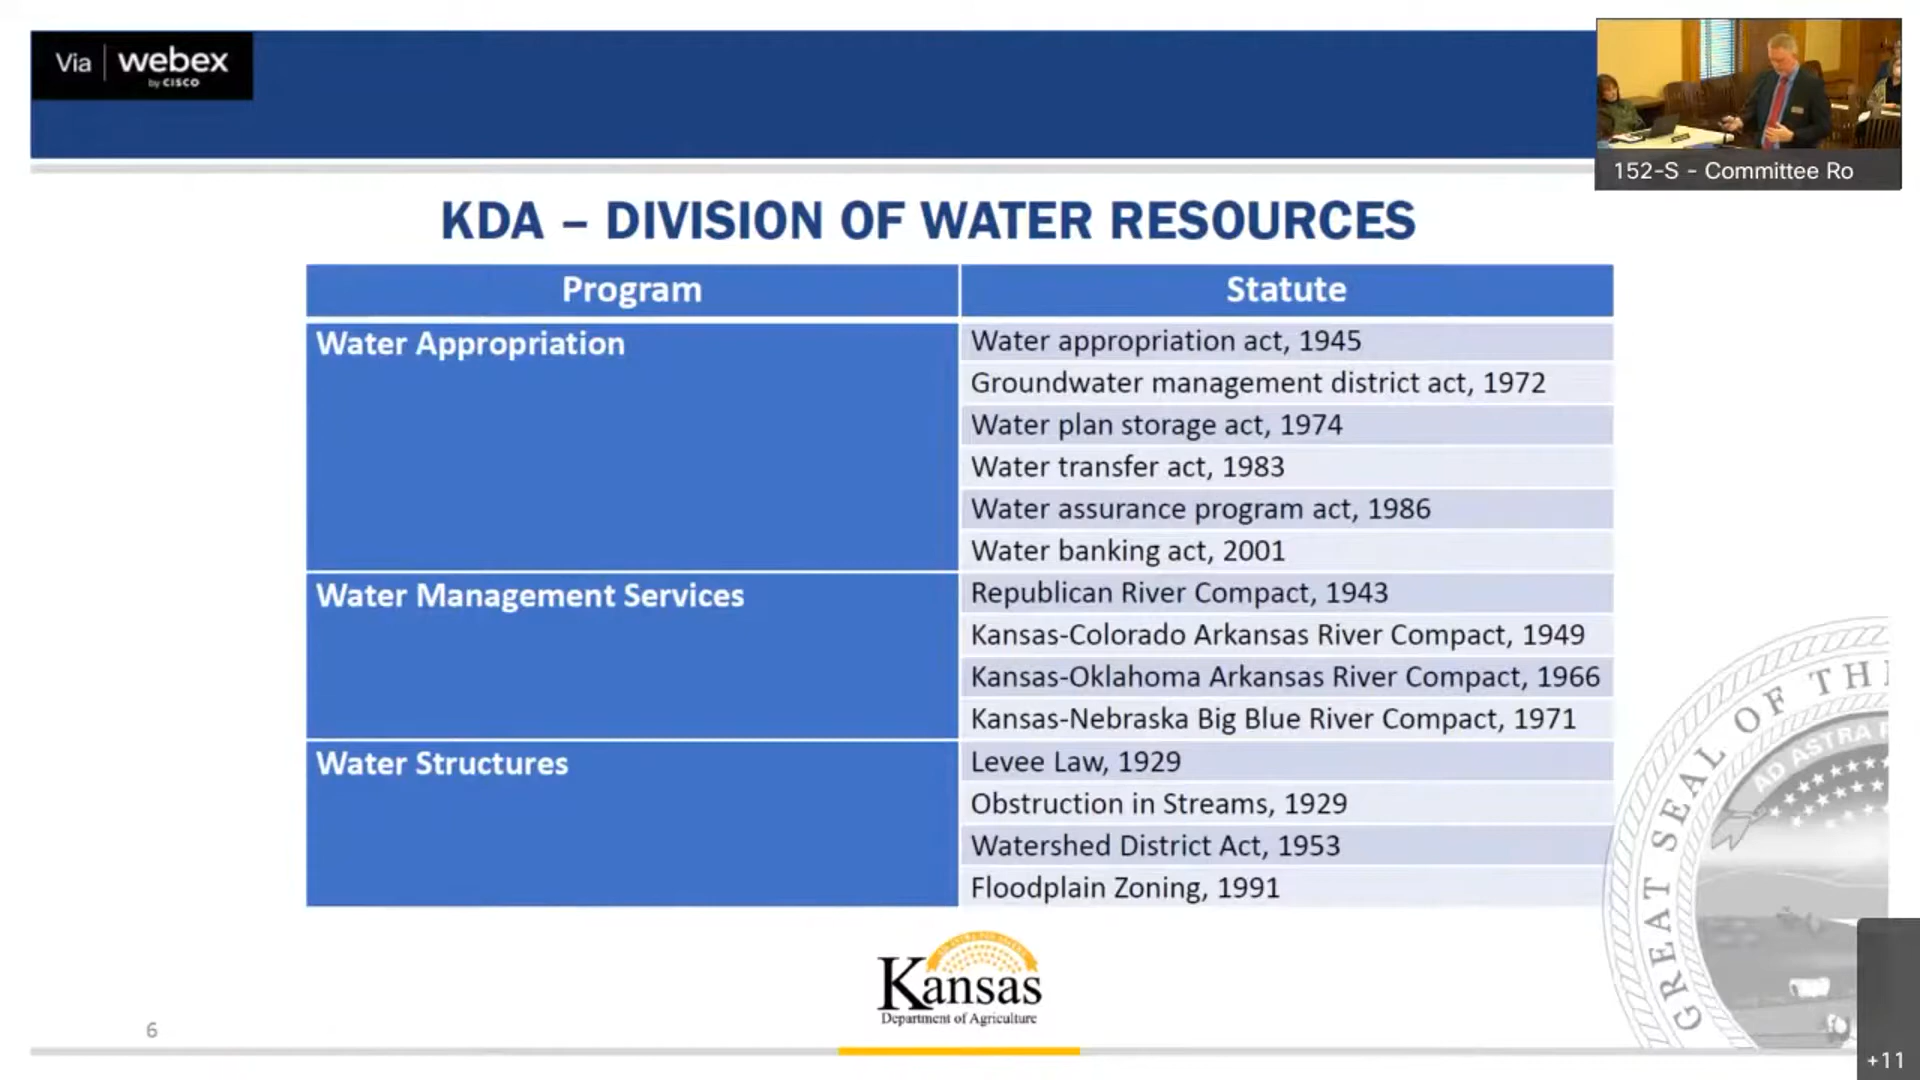 Via webex
by CISCO
152-S - Committee Ro
KDA – DIVISION OF WATER RESOURCES
Program Statute
Water Appropriation
Water appropriation act, 1945
Groundwater management district act, 1972
Water plan storage act, 1974
Water transfer act, 1983
Water assurance program act, 1986
Water banking act, 2001
Water Management Services
Republican River Compact, 1943
Kansas-Colorado Arkansas River Compact, 1949
Kansas-Oklahoma Arkansas River Compact, 1966
Kansas-Nebraska Big Blue River Compact, 1971
Water Structures
Levee Law, 1929
Obstruction in Streams, 1929
Watershed District Act, 1953
Floodplain Zoning, 1991
GREAT SEAL OF THE
AD ASTRA
Kansas
Department of Agriculture
6
+11